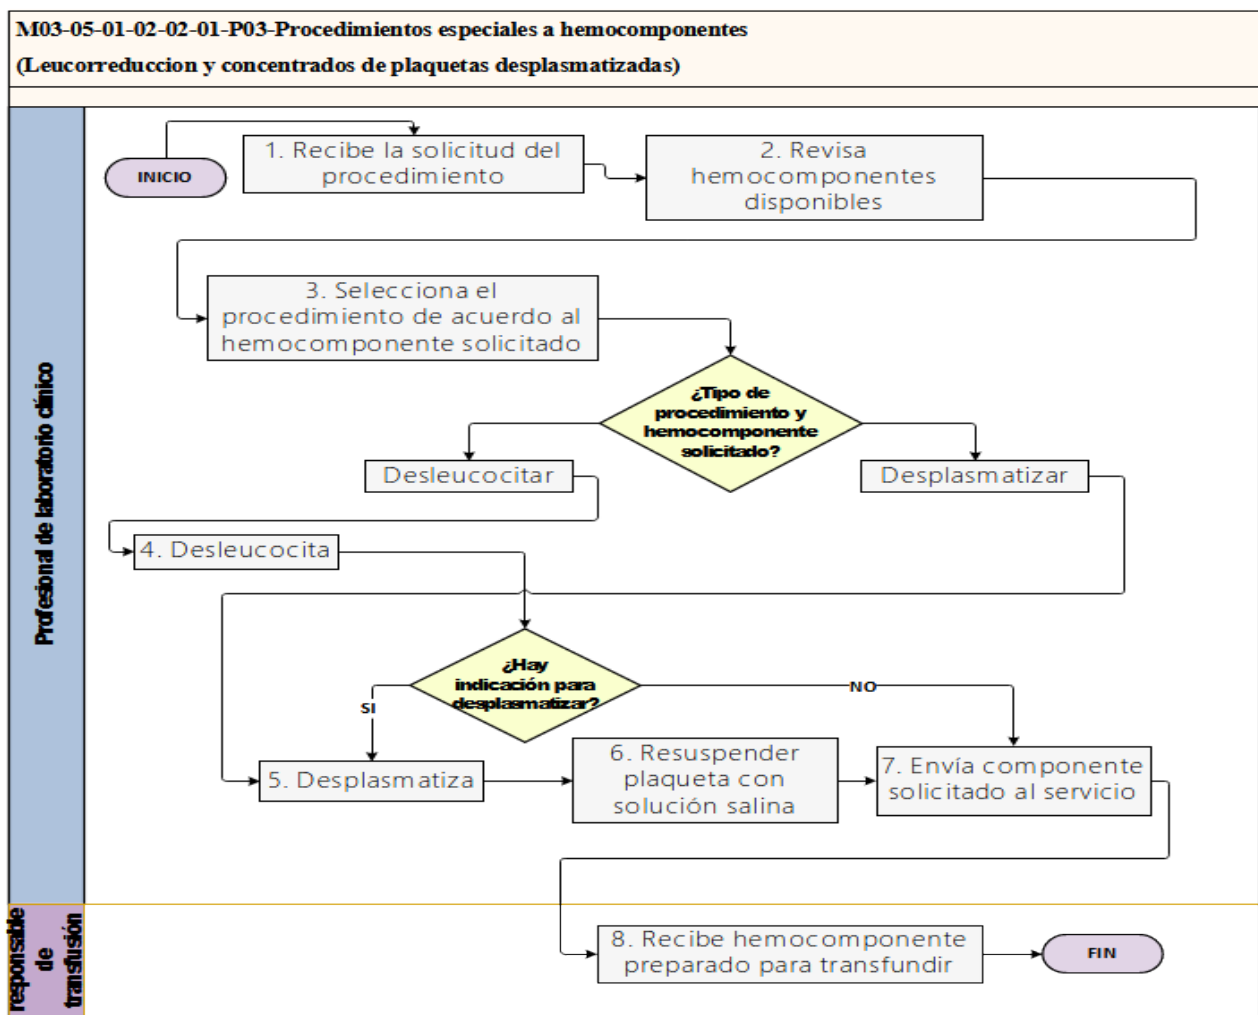 M03-05-01-02-02-01-P03-Procedimientos especiales a hemocomponentes
(Leucorreduccion y concentrados de plaquetas desplasmatizadas)
Profesional de laboratorio clínico
INICIO
1. Recibe la solicitud del
procedimiento
2. Revisa
hemocomponentes
disponibles
3. Selecciona el
procedimiento de acuerdo al
hemocomponente solicitado
¿Tipo de
procedimiento y
hemocomponente
solicitado?
Desleucocitar
Desplasmatizar
4. Desleucocita
¿Hay
indicación para
desplasmatizar?
SI
NO
5. Desplasmatiza
6. Resuspender
plaqueta con
solución salina
7. Envía componente
solicitado al servicio
responsable
de
transfusión
8. Recibe hemocomponente
preparado para transfundir
FIN